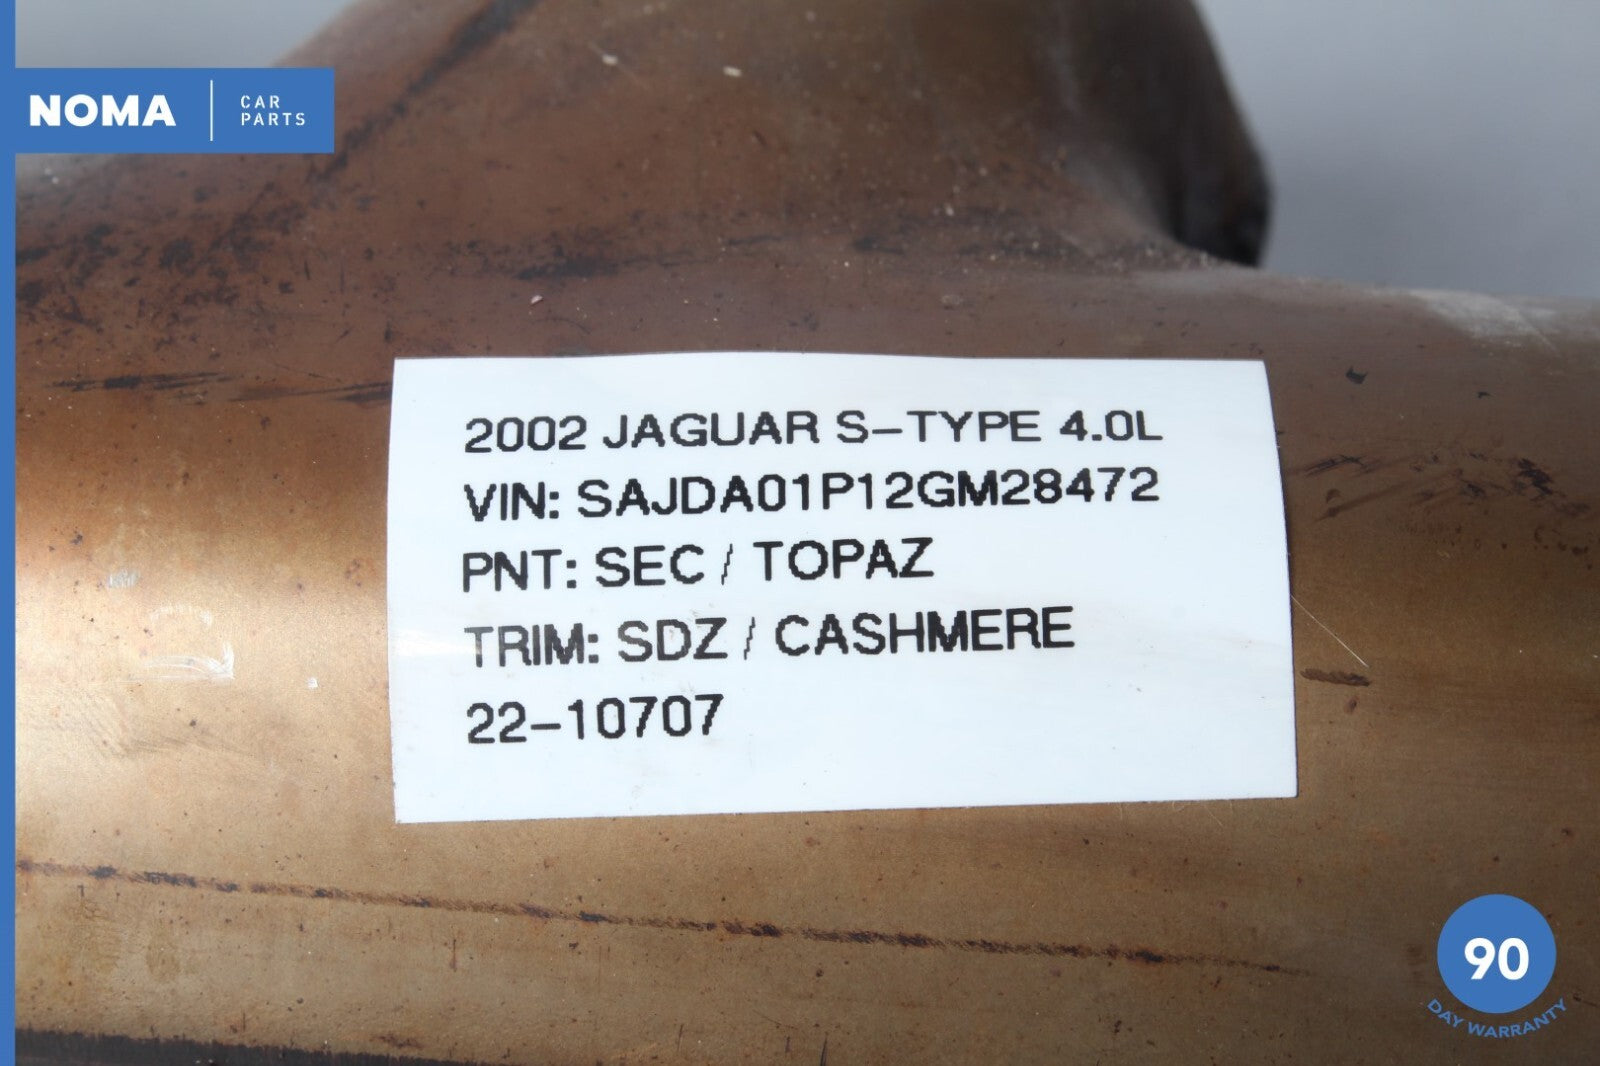 NOMA
CAR
PARTS
2002 JAGUAR S-TYPE 4.0L
VIN: SAJDA01P12GM28472
PNT: SEC / TOPAZ
TRIM: SDZ / CASHMERE
22-10707
90
DAY WARRANTY